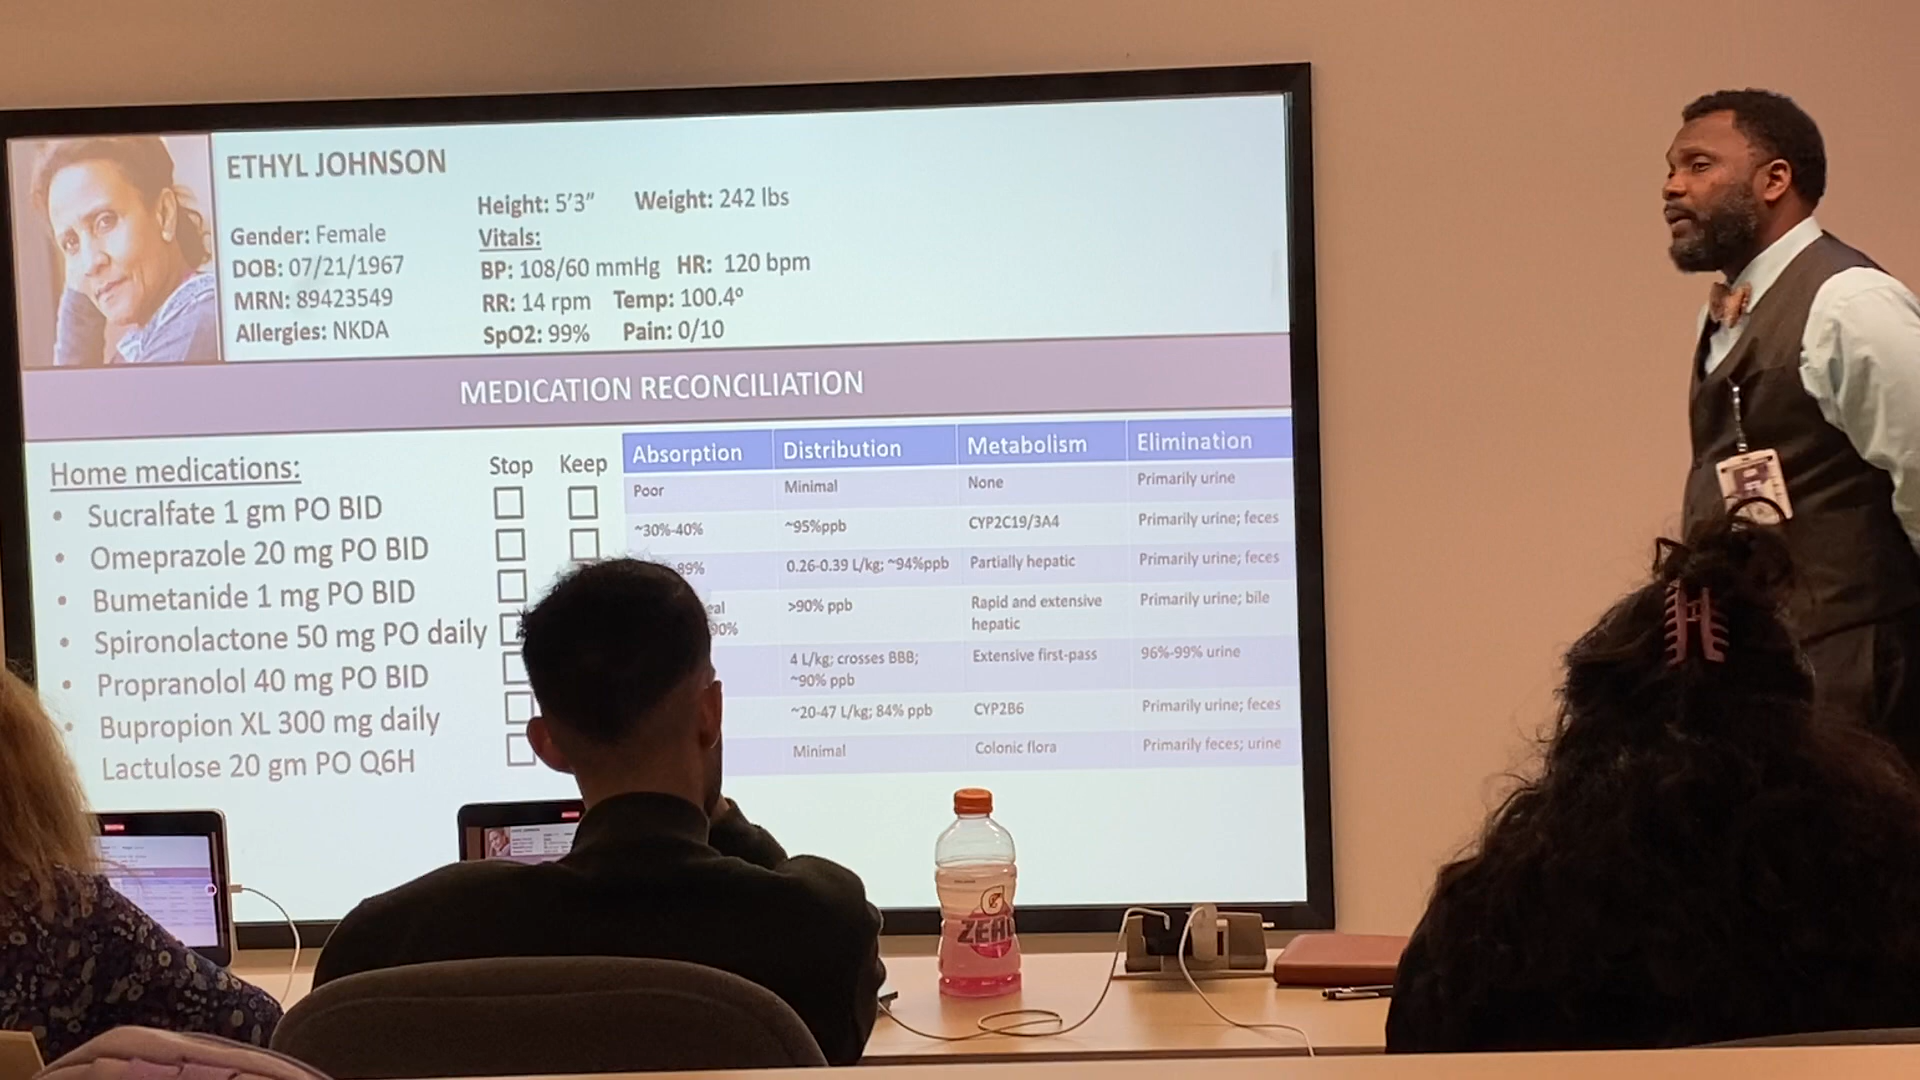 ETHYL JOHNSON
Height: 5'3" Weight: 242 lbs
Gender: Female
Vitals:
DOB: 07/21/1967
BP: 108/60 mmHg HR: 120 bpm
MRN: 89423549
RR: 14 rpm Temp: 100.4º
Allergies: NKDA
SpO2: 99% Pain: 0/10
MEDICATION RECONCILIATION
Home medications:
Stop Keep
• Sucralfate 1 gm PO BID
• Omeprazole 20 mg PO BID
• Bumetanide 1 mg PO BID
• Spironolactone 50 mg PO daily
• Propranolol 40 mg PO BID
• Bupropion XL 300 mg daily
Lactulose 20 gm PO Q6H
Absorption Distribution Metabolism Elimination
Poor Minimal None Primarily urine
~30%-40% ~95%ppb CYP2C19/3A4 Primarily urine; feces
89% 0.26-0.39 L/kg; ~94%ppb Partially hepatic Primarily urine; feces
90% >90% ppb Rapid and extensive hepatic Primarily urine; bile
4 L/kg; crosses BBB; ~90% ppb Extensive first-pass 96%-99% urine
~20-47 L/kg; 84% ppb CYP2B6 Primarily urine; feces
Minimal Colonic flora Primarily feces; urine
G
ZERO